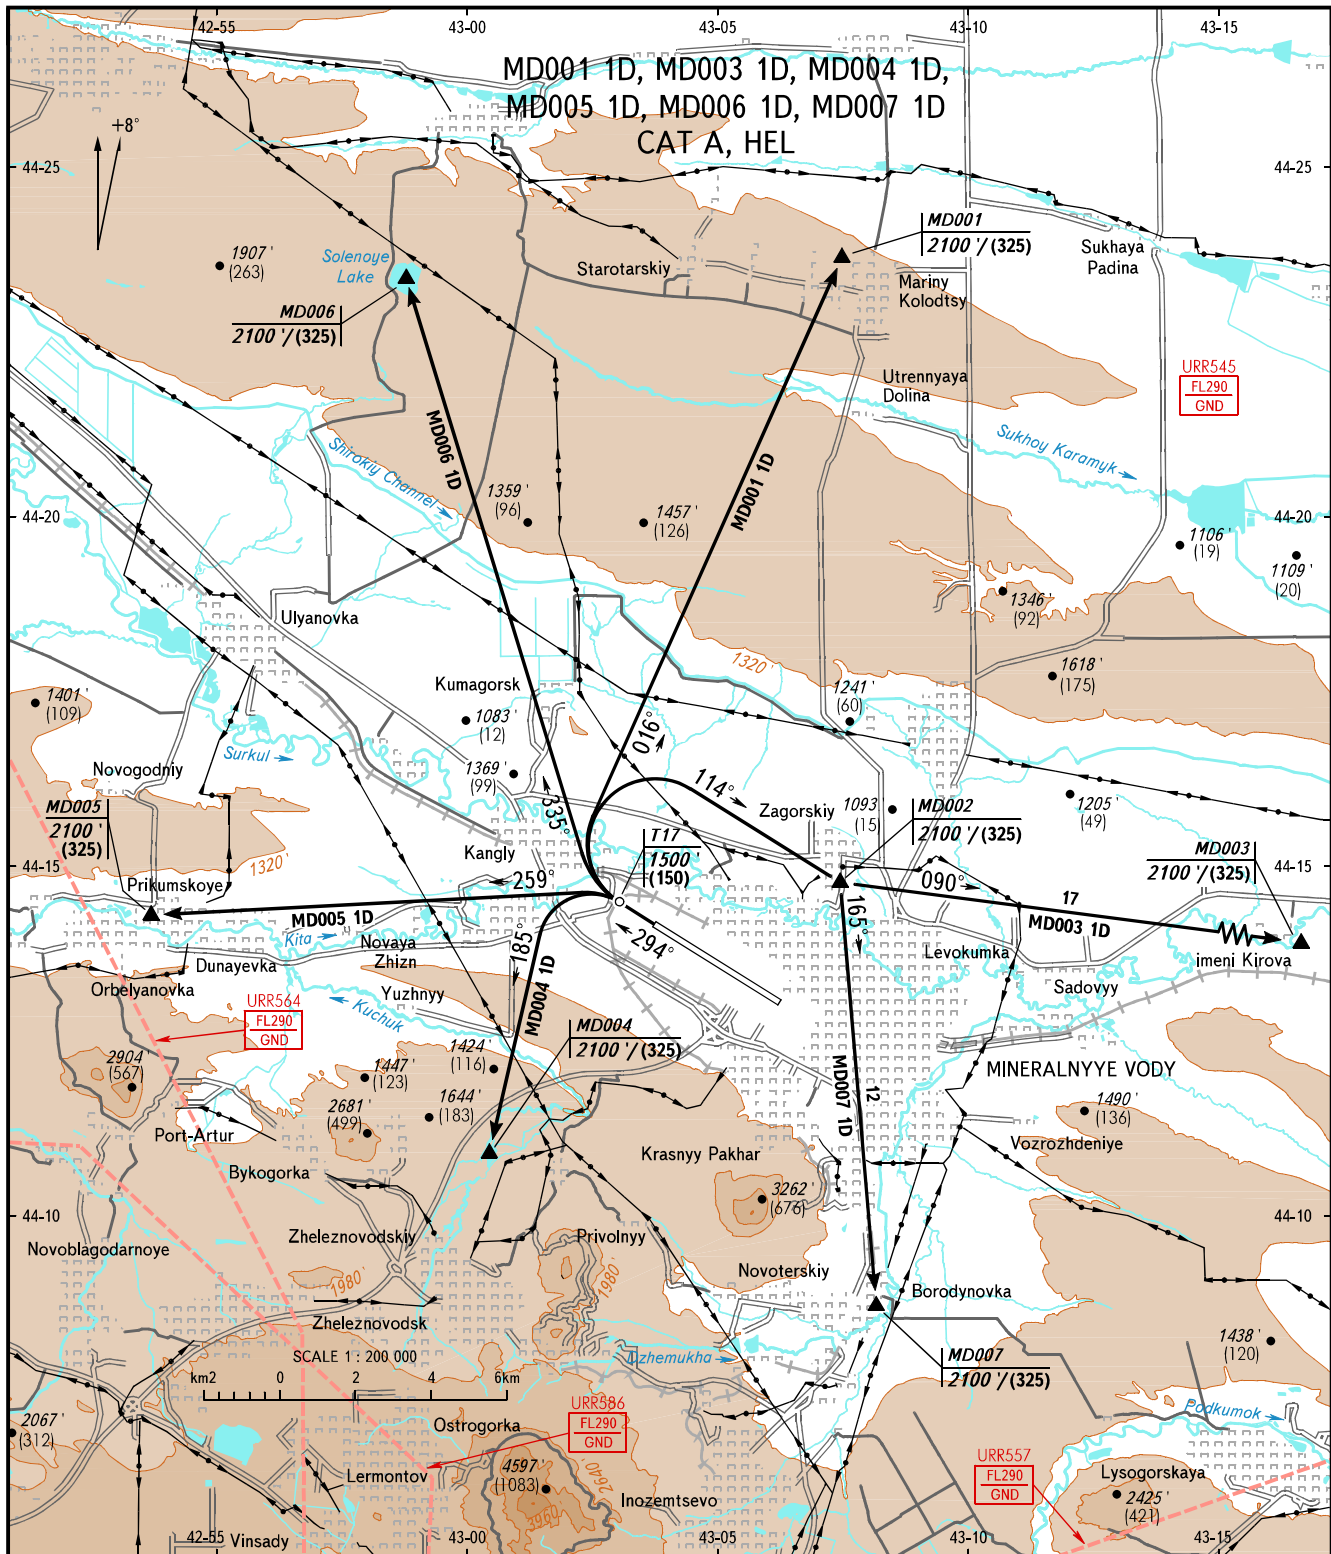 42-55
43-00
43-05
43-10
43-15
MD001 1D, MD003 1D, MD004 1D,
MD005 1D, MD006 1D, MD007 1D
CAT A, HEL
+8°
44-25
44-25
MD001
2100 '/(325)
1907 '
(263)
Solenoye
Lake
Starotarskiy
Sukhaya
Padina
Mariny
Kolodtsy
MD006
2100 '/(325)
URR545
FL290
GND
Utrennyaya
Dolina
MD006 1D
MD001 1D
Shirokiy Channel
Sukhoy Karamyk
1359 '
(96)
1457 '
(126)
44-20
44-20
1106 '
(19)
1109 '
(20)
1346 '
(92)
Ulyanovka
1320 '
1618 '
(175)
Kumagorsk
1241 '
(60)
1401 '
(109)
1083 '
(12)
016°
Surkul
Novogodniy
1369 '
(99)
114°
335°
Zagorskiy
1093 '
(15)
MD002
2100 '/(325)
1205 '
(49)
MD005
2100 '
(325)
T17
1500 '
(150)
Kangly
1320 '
MD003
2100 '/(325)
44-15
44-15
Prikumskoye
259°
090°
17
MD003 1D
MD005 1D
165°
185°
294°
Kita
Novaya
Zhizn
Dunayevka
Levokumka
imeni Kirova
Orbelyanovka
Yuzhnyy
Sadovyy
URR564
FL290
GND
Kuchuk
MD004 1D
MD004
2100 '/(325)
2904 '
(567)
1447 '
(123)
1424 '
(116)
MINERALNYYE VODY
1644 '
(183)
2681 '
(499)
12
MD007 1D
1490 '
(136)
Port-Artur
Vozrozhdeniye
Bykogorka
Krasnyy Pakhar
3262 '
(676)
44-10
44-10
Zheleznovodskiy
Privolnyy
Novoblagodarnoye
Novoterskiy
1980 '
1980 '
Borodynovka
Zheleznovodsk
1438 '
(120)
SCALE 1 : 200 000
Dzhemukha
MD007
2100 '/(325)
km2 0 2 4 6km
URR586
FL290
GND
2067 '
(312)
Ostrogorka
Podkumok
URR557
FL290
GND
Lermontov
4597 '
(1083)
2640 '
3960 '
Inozemtsevo
Lysogorskaya
2425 '
(421)
42-55
Vinsady
43-00
43-05
43-10
43-15